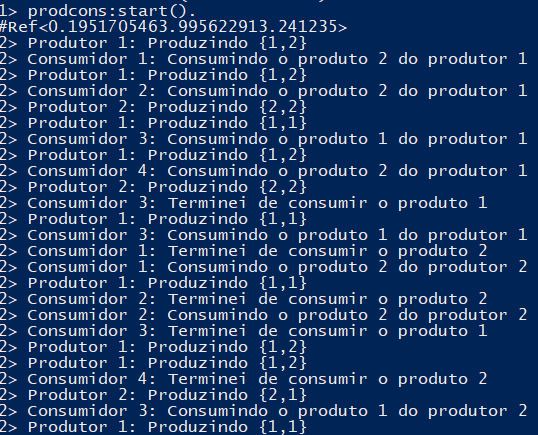 1> prodcons:start().
#Ref<0.1951705463.995622913.241235>
2> Produtor 1: Produzindo {1,2}
2> Consumidor 1: Consumindo o produto 2 do produtor 1
2> Produtor 1: Produzindo {1,2}
2> Consumidor 2: Consumindo o produto 2 do produtor 1
2> Produtor 2: Produzindo {2,2}
2> Produtor 1: Produzindo {1,1}
2> Consumidor 3: Consumindo o produto 1 do produtor 1
2> Produtor 1: Produzindo {1,2}
2> Consumidor 4: Consumindo o produto 2 do produtor 1
2> Produtor 2: Produzindo {2,2}
2> Consumidor 3: Terminei de consumir o produto 1
2> Produtor 1: Produzindo {1,1}
2> Consumidor 3: Consumindo o produto 1 do produtor 1
2> Consumidor 1: Terminei de consumir o produto 2
2> Consumidor 1: Consumindo o produto 2 do produtor 2
2> Produtor 1: Produzindo {1,1}
2> Consumidor 2: Terminei de consumir o produto 2
2> Consumidor 2: Consumindo o produto 2 do produtor 2
2> Consumidor 3: Terminei de consumir o produto 1
2> Produtor 1: Produzindo {1,2}
2> Produtor 1: Produzindo {1,2}
2> Consumidor 4: Terminei de consumir o produto 2
2> Produtor 2: Produzindo {2,1}
2> Consumidor 3: Consumindo o produto 1 do produtor 2
2> Produtor 1: Produzindo {1,1}